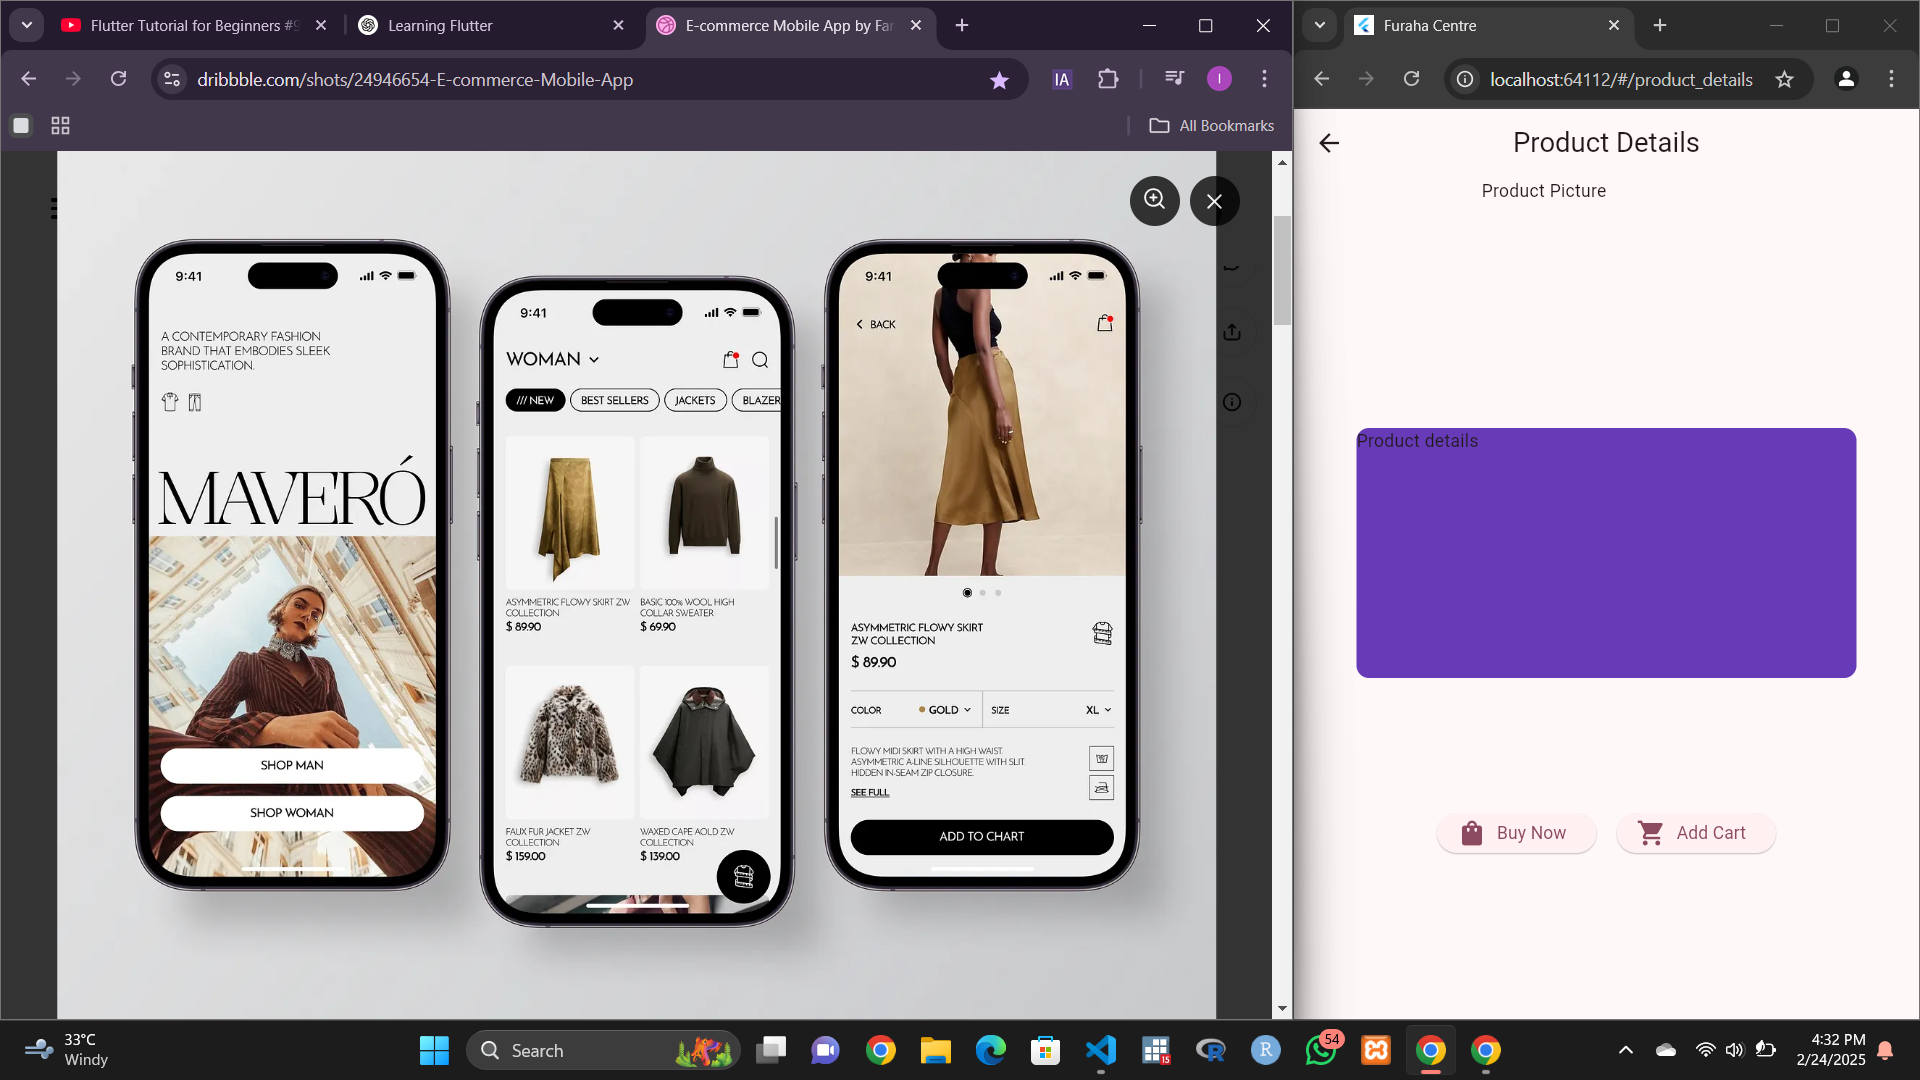 Flutter Tutorial for Beginners #9
Learning Flutter
E-commerce Mobile App by Far
dribbble.com/shots/24946654-E-commerce-Mobile-App
IA
I
All Bookmarks
9:41
A CONTEMPORARY FASHION
BRAND THAT EMBODIES SLEEK
SOPHISTICATION.
MAVERÓ
SHOP MAN
SHOP WOMAN
9:41
WOMAN
/// NEW
BEST SELLERS
JACKETS
BLAZER
ASYMMETRIC FLOWY SKIRT ZW
COLLECTION
$ 89.90
BASIC 100% WOOL HIGH
COLLAR SWEATER
$ 69.90
FAUX FUR JACKET ZW
COLLECTION
$ 159.00
WAXED CAPE AOLD ZW
COLLECTION
$ 139.00
9:41
BACK
ASYMMETRIC FLOWY SKIRT
ZW COLLECTION
$ 89.90
COLOR
GOLD
SIZE
XL
FLOWY MIDI SKIRT WITH A HIGH WAIST.
ASYMMETRIC A-LINE SILHOUETTE WITH SLIT.
HIDDEN IN-SEAM ZIP CLOSURE.
SEE FULL
ADD TO CHART
Furaha Centre
localhost:64112/#/product_details
Product Details
Product Picture
Product details
Buy Now
Add Cart
33°C
Windy
Search
15
R
R
54
4:32 PM
2/24/2025